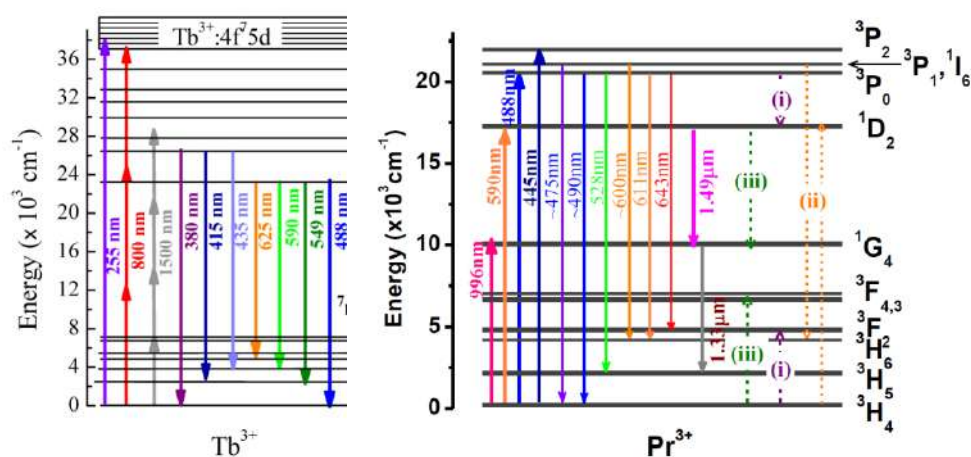 Tb³⁺:4f⁷5d
36
32
28
24
20
16
12
8
4
0
Energy (x 10³ cm⁻¹)
255 nm
800 nm
1500 nm
380 nm
415 nm
435 nm
625 nm
590 nm
549 nm
488 nm
Tb³⁺
20
15
10
5
0
Energy (x10³ cm⁻¹)
996nm
590nm
488nm
445nm
~475nm
~490nm
528nm
~600nm
611nm
643nm
1.49μm
1.33μm
(i)
(ii)
(iii)
(iii)
(i)
³P₂
³P₁,¹I₆
³P₀
¹D₂
¹G₄
³F₄,₃
³F₂
³H₆
³H₅
³H₄
Pr³⁺